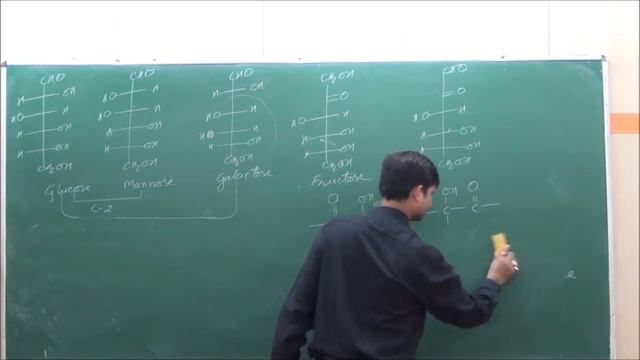 CHO CHO CHO CH₂OH CHO
H OH HO H H OH =O =O
HO H HO H HO H HO H
H OH H OH HO H H OH H OH
H OH H OH H OH H H OH
CH₂OH CH₂OH CH₂OH CH₂OH CH₂OH
Glucose Mannose Galactose Fructose
C-2
O OH OH O
C C
e